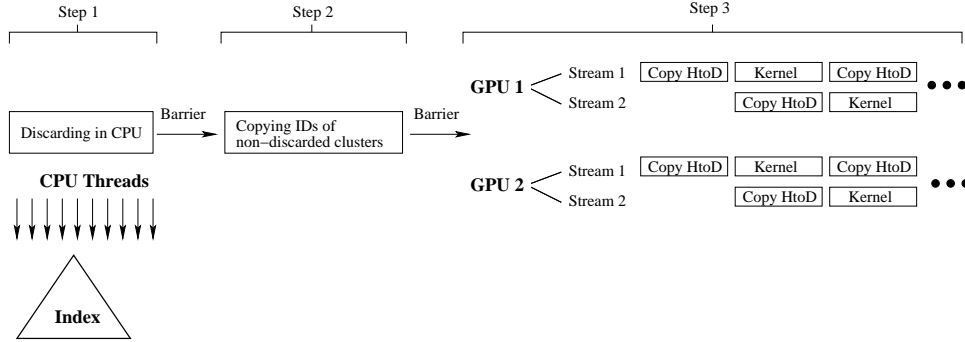 Step 1
Step 2
Step 3
Discarding in CPU
Barrier
Copying IDs of
non−discarded clusters
Barrier
GPU 1
Stream 1
Copy HtoD
Kernel
Copy HtoD
Stream 2
Copy HtoD
Kernel
GPU 2
Stream 1
Copy HtoD
Kernel
Copy HtoD
Stream 2
Copy HtoD
Kernel
CPU Threads
Index